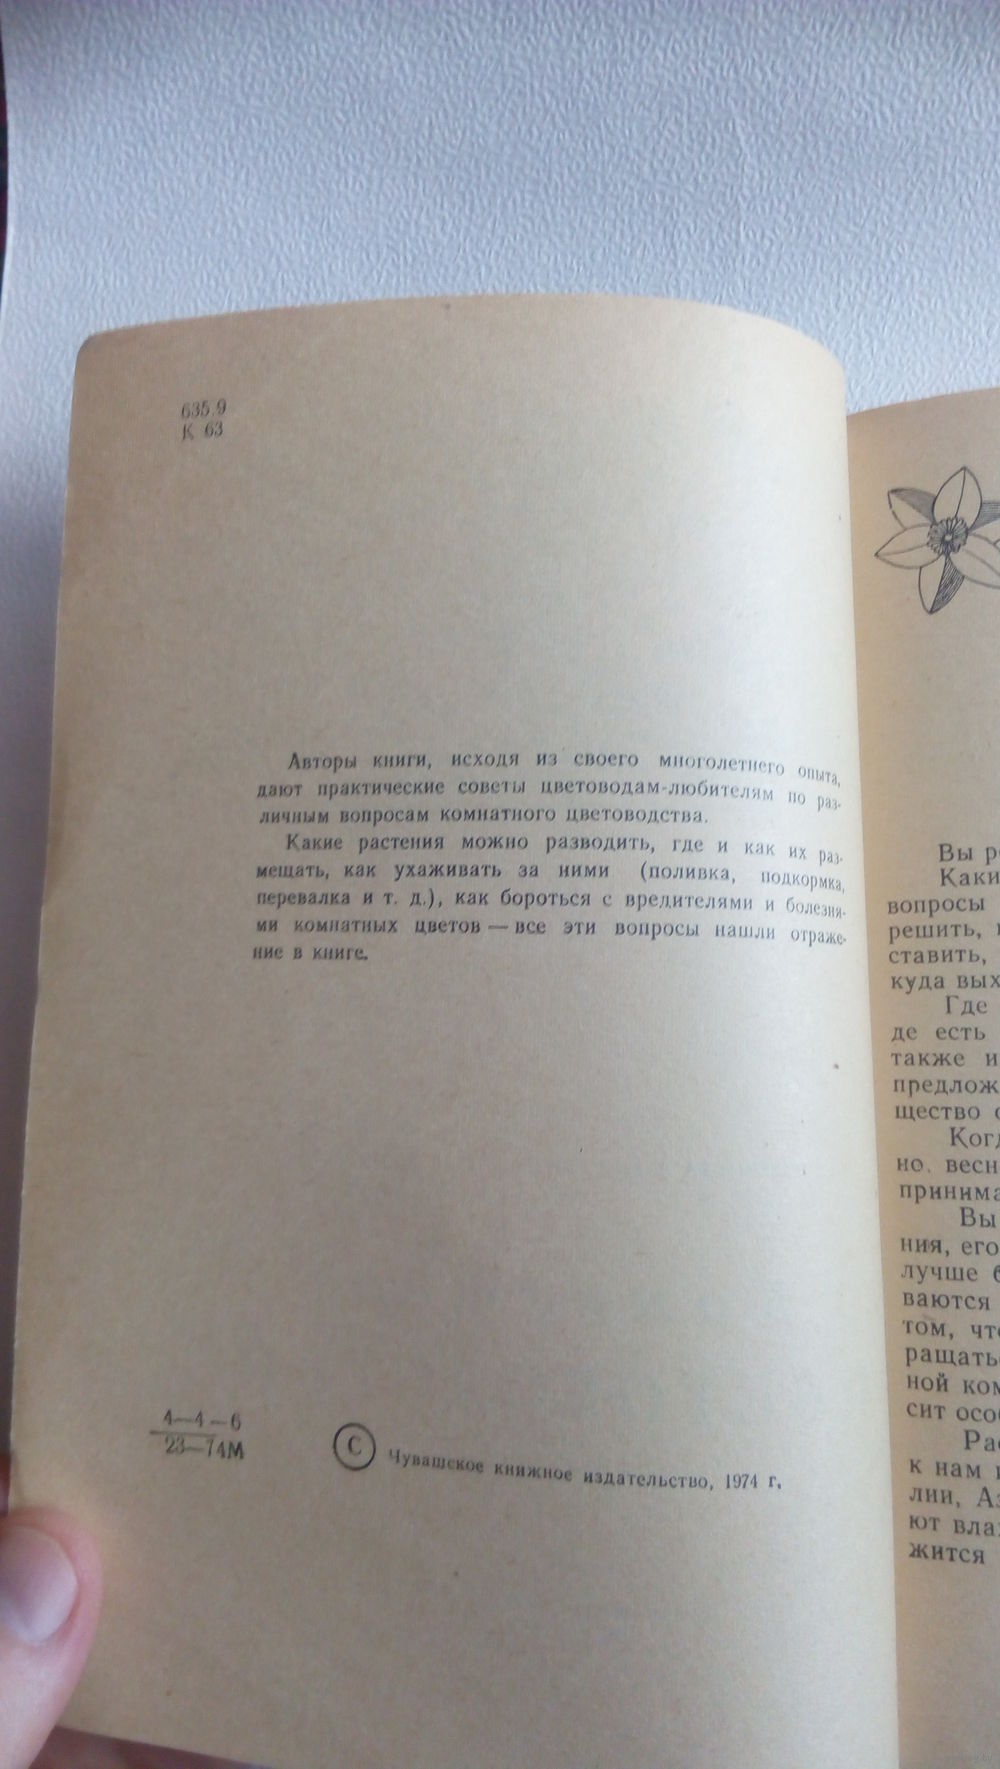 635.9
К 63
Авторы книги, исходя из своего многолетнего опыта,
дают практические советы цветоводам-любителям по раз-
личным вопросам комнатного цветоводства.
Какие растения можно разводить, где и как их раз-
мещать, как ухаживать за ними (поливка, подкормка,
перевалка и т. д.), как бороться с вредителями и болезня-
ми комнатных цветов — все эти вопросы нашли отраже-
ние в книге.
4—4—6
23—74М
© Чувашское книжное издательство, 1974 г.
Вы
Каки
вопросы
решить,
ставить,
куда вых
Где
де есть
также и
предлож
щество
Ког
но. весн
принима
Вы
ния, его
лучше
ваются
том, что
ращать
ной ком
сит осо
Ра
к нам
лии, Аз
ют вла
жится